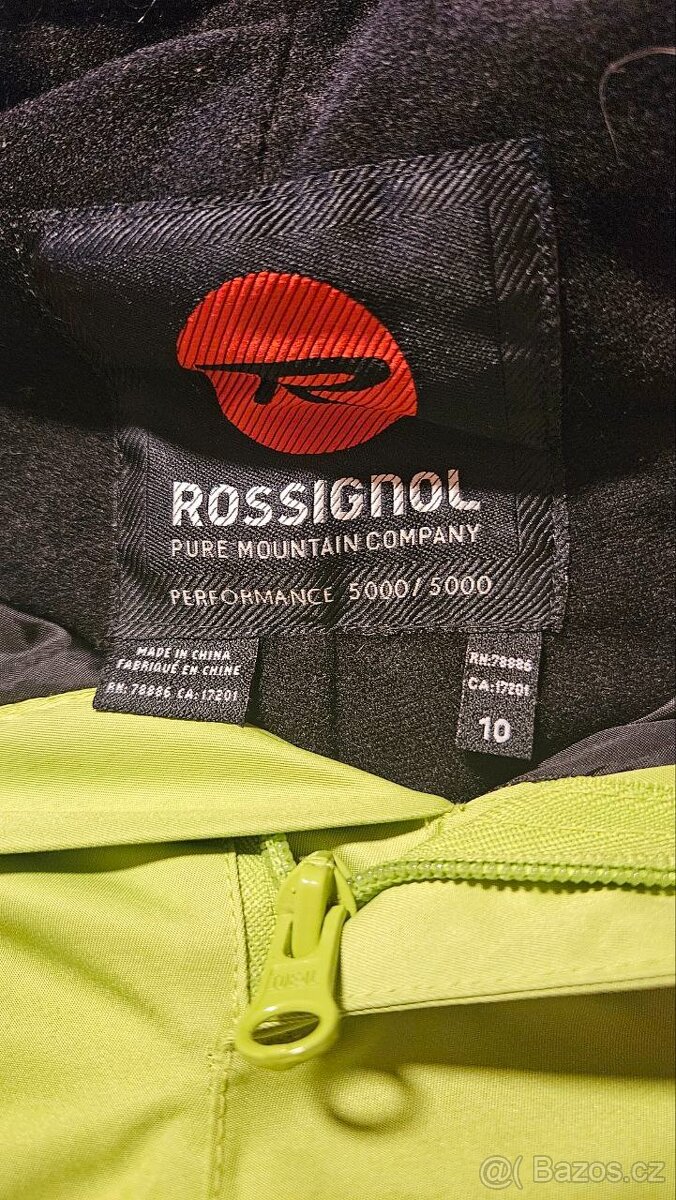 ROSSIGNOL
PURE MOUNTAIN COMPANY
PERFORMANCE 5000/5000
MADE IN CHINA
FABRIQUÉ EN CHINE
RN:78886 CA:17201
RN:78886
CA:17201
10
@( Bazos.cz